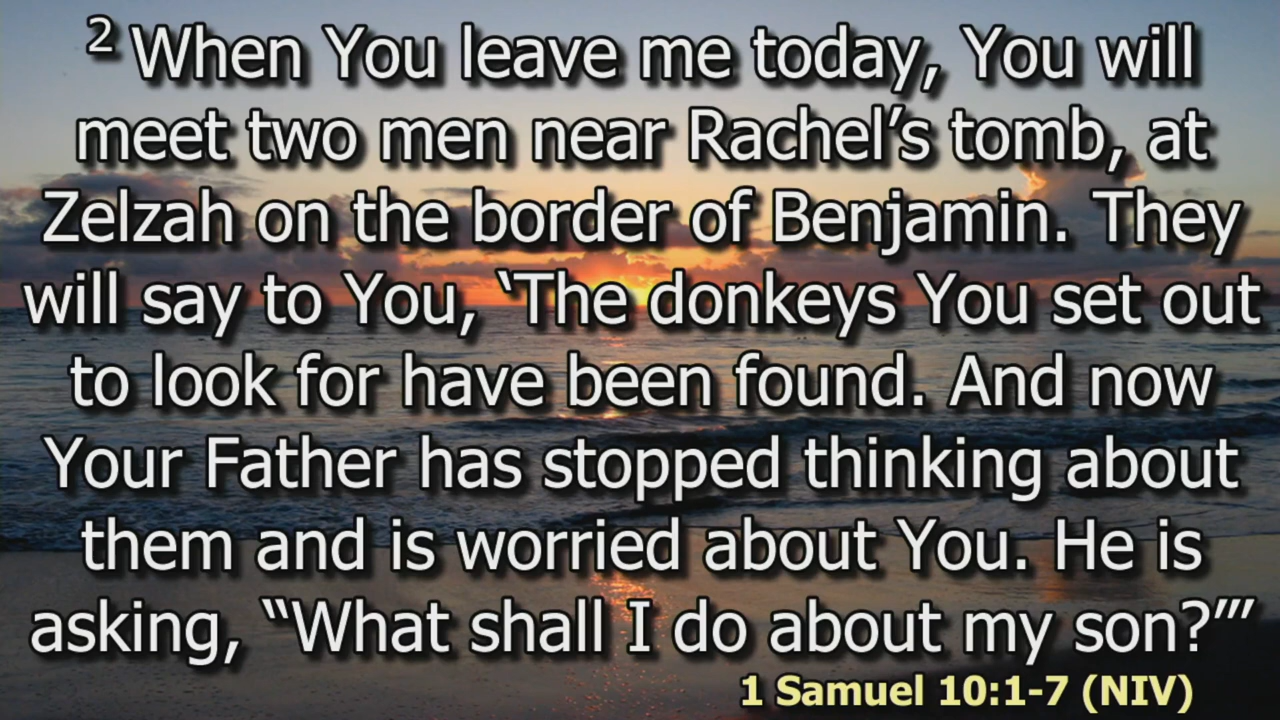 2 When You leave me today, You will
meet two men near Rachel’s tomb, at
Zelzah on the border of Benjamin. They
will say to You, ‘The donkeys You set out
to look for have been found. And now
Your Father has stopped thinking about
them and is worried about You. He is
asking, “What shall I do about my son?”’
1 Samuel 10:1-7 (NIV)